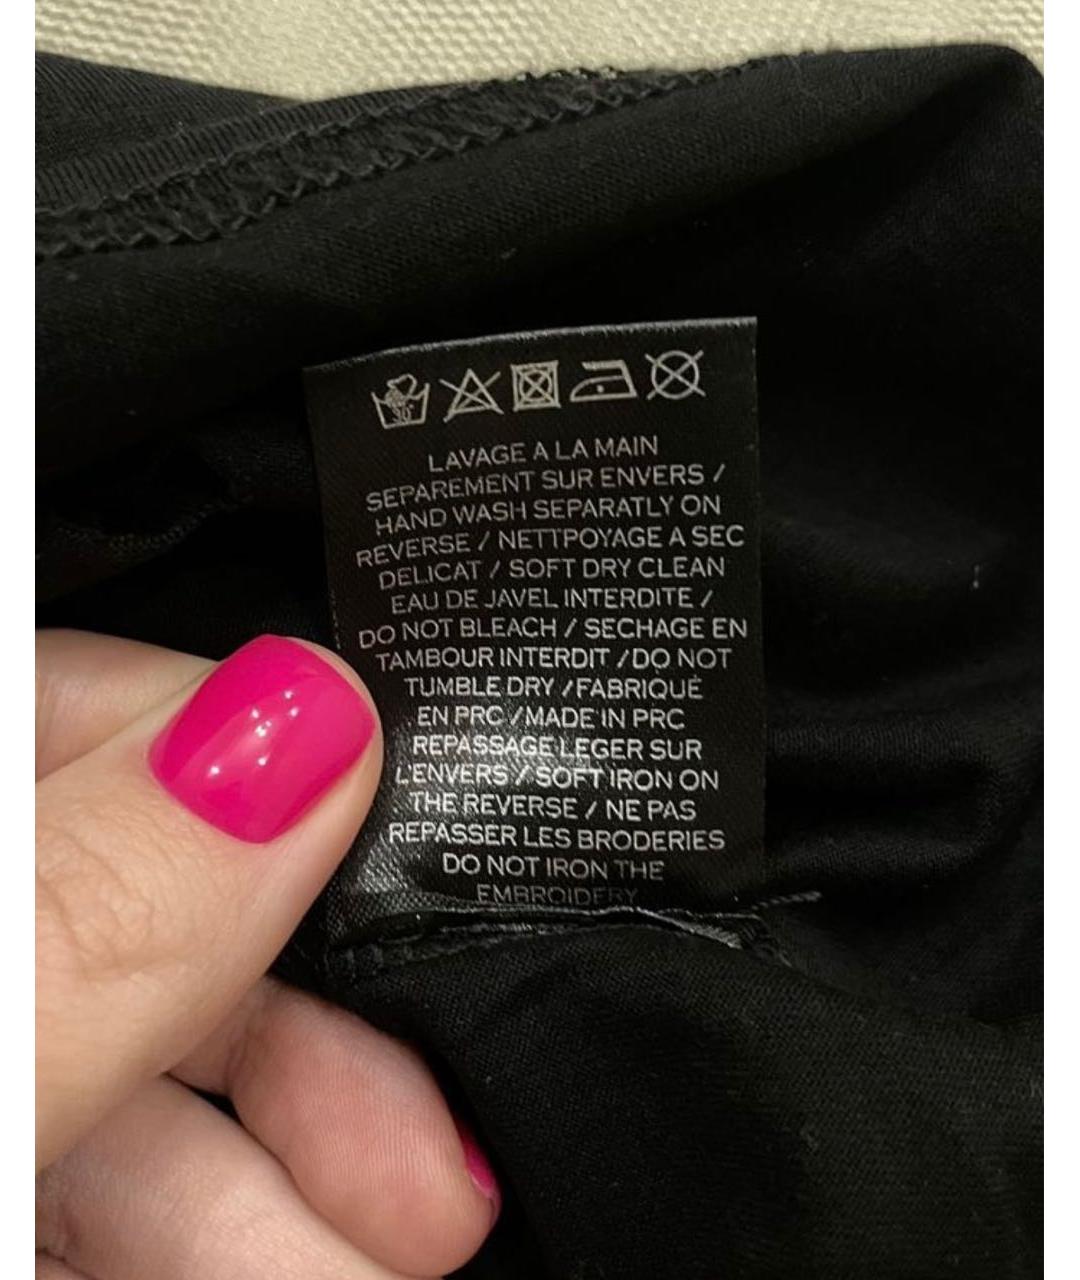 30°
LAVAGE A LA MAIN
SEPAREMENT SUR ENVERS /
HAND WASH SEPARATLY ON
REVERSE / NETTPOYAGE A SEC
DELICAT / SOFT DRY CLEAN
EAU DE JAVEL INTERDITE /
DO NOT BLEACH / SECHAGE EN
TAMBOUR INTERDIT / DO NOT
TUMBLE DRY / FABRIQUÉ
EN PRC / MADE IN PRC
REPASSAGE LEGER SUR
L'ENVERS / SOFT IRON ON
THE REVERSE / NE PAS
REPASSER LES BRODERIES
DO NOT IRON THE
EMBROIDERY